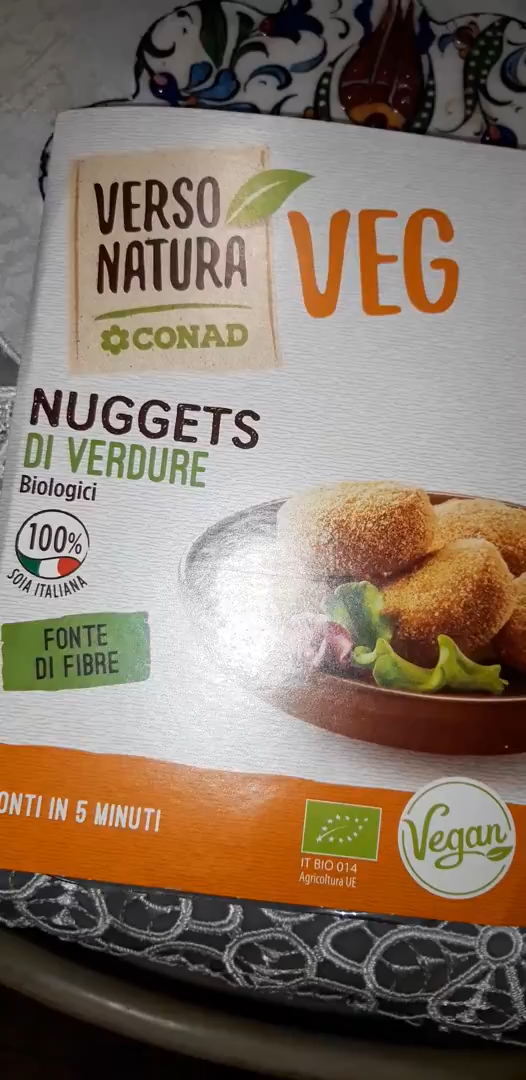 VERSO
NATURA
CONAD
VEG
NUGGETS
DI VERDURE
Biologici
100%
SOIA ITALIANA
FONTE
DI FIBRE
ONTI IN 5 MINUTI
IT BIO 014
Agricoltura UE
Vegan